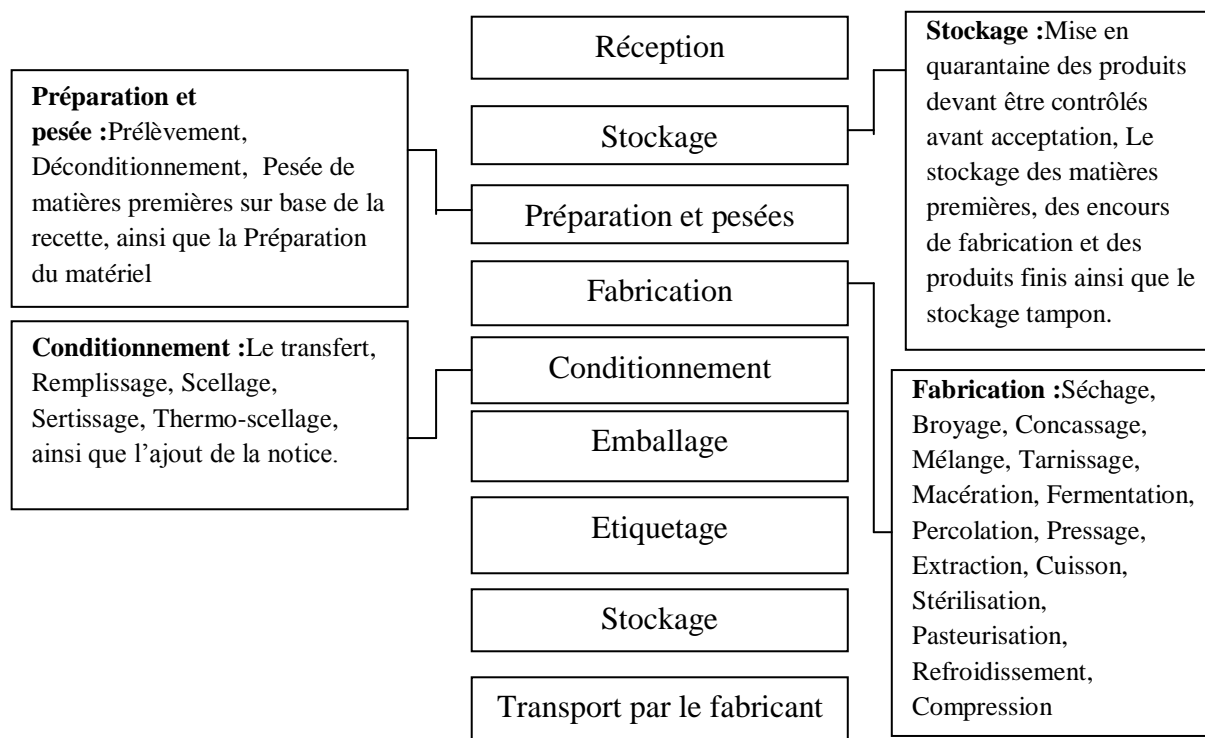 Réception
Stockage
Préparation et pesées
Fabrication
Conditionnement
Emballage
Etiquetage
Stockage
Transport par le fabricant
Préparation et
pesée :Prélèvement,
Déconditionnement, Pesée de
matières premières sur base de la
recette, ainsi que la Préparation
du matériel
Conditionnement :Le transfert,
Remplissage, Scellage,
Sertissage, Thermo-scellage,
ainsi que l’ajout de la notice.
Stockage :Mise en
quarantaine des produits
devant être contrôlés
avant acceptation, Le
stockage des matières
premières, des encours
de fabrication et des
produits finis ainsi que le
stockage tampon.
Fabrication :Séchage,
Broyage, Concassage,
Mélange, Tarnissage,
Macération, Fermentation,
Percolation, Pressage,
Extraction, Cuisson,
Stérilisation,
Pasteurisation,
Refroidissement,
Compression